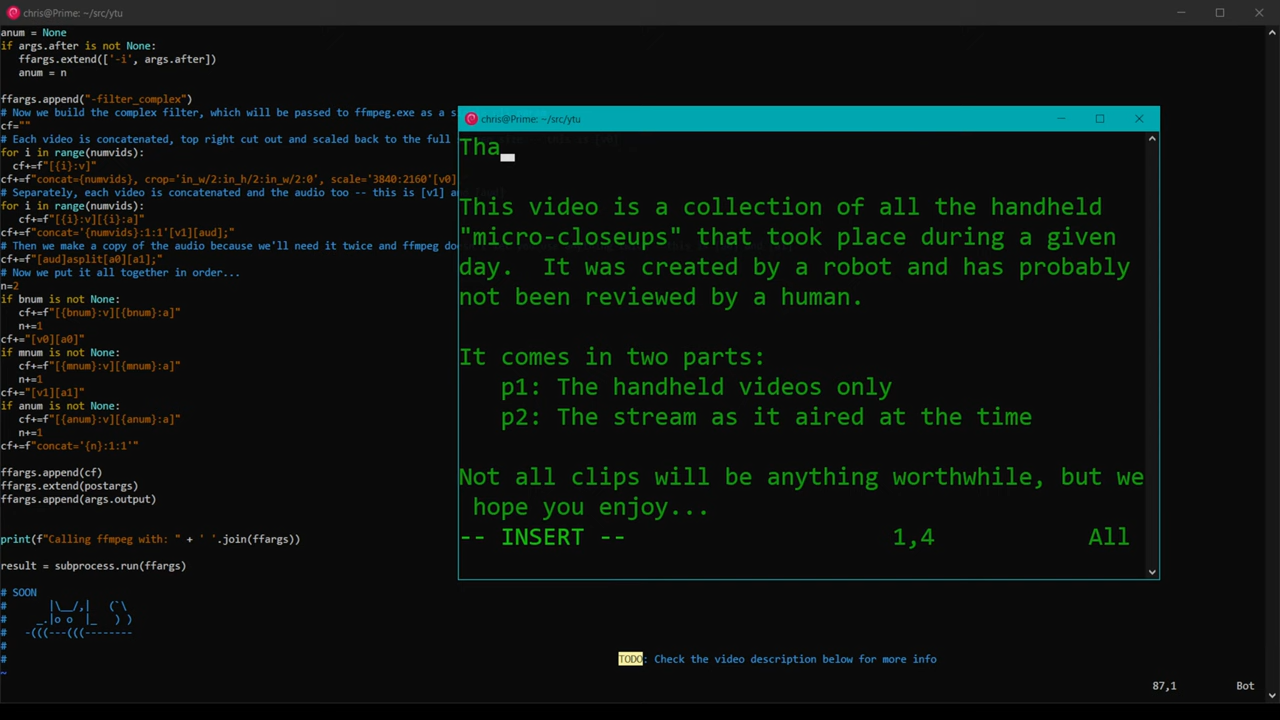 chris@Prime: ~/src/ytu
anum = None
if args.after is not None:
   ffargs.extend(['-i', args.after])
   anum = n

ffargs.append("-filter_complex")
# Now we build the complex filter, which will be passed to ffmpeg.exe as a s
cf=""
# Each video is concatenated, top right cut out and scaled back to the full
for i in range(numvids):
  cf+=f"[{i}:v]"
cf+=f"concat={numvids}, crop='in_w/2:in_h/2:in_w/2:0', scale='3840:2160'[v0]
# Separately, each video is concatenated and the audio too -- this is [v1] an
for i in range(numvids):
   cf+=f"[{i}:v][{i}:a]"
cf+=f"concat='{numvids}:1:1'[v1][aud];"
# Then we make a copy of the audio because we'll need it twice and ffmpeg do
cf+="[aud]asplit[a0][a1];"
# Now we put it all together in order...
n=2
if bnum is not None:
   cf+=f"[{bnum}:v][{bnum}:a]"
   n+=1
cf+="[v0][a0]"
if mnum is not None:
   cf+=f"[{mnum}:v][{mnum}:a]"
   n+=1
cf+="[v1][a1]"
if anum is not None:
   cf+=f"[{anum}:v][{anum}:a]"
   n+=1
cf+=f"concat='{n}:1:1'"

ffargs.append(cf)
ffargs.extend(postargs)
ffargs.append(args.output)

print(f"Calling ffmpeg with: " + ' '.join(ffargs))

result = subprocess.run(ffargs)

# SOON
#      |\__/,|   (`\
#    _.|o o  |_   ) )
#   -(((---(((--------
#
#
~
87,1
Bot
chris@Prime: ~/src/ytu
Tha

This video is a collection of all the handheld
"micro-closeups" that took place during a given
day.  It was created by a robot and has probably
not been reviewed by a human.

It comes in two parts:
   p1: The handheld videos only
   p2: The stream as it aired at the time

Not all clips will be anything worthwhile, but we
 hope you enjoy...
-- INSERT --
1,4
All
TODO: Check the video description below for more info